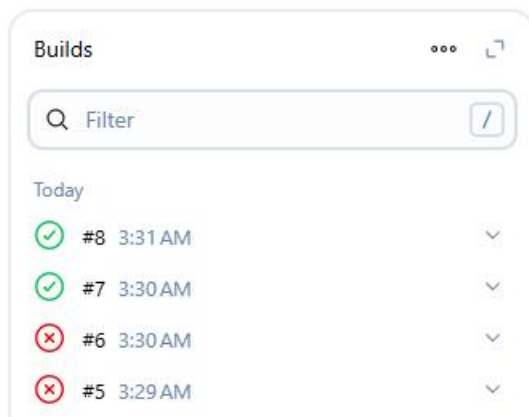 Builds
Filter /
Today
#8 3:31 AM
#7 3:30 AM
#6 3:30 AM
#5 3:29 AM